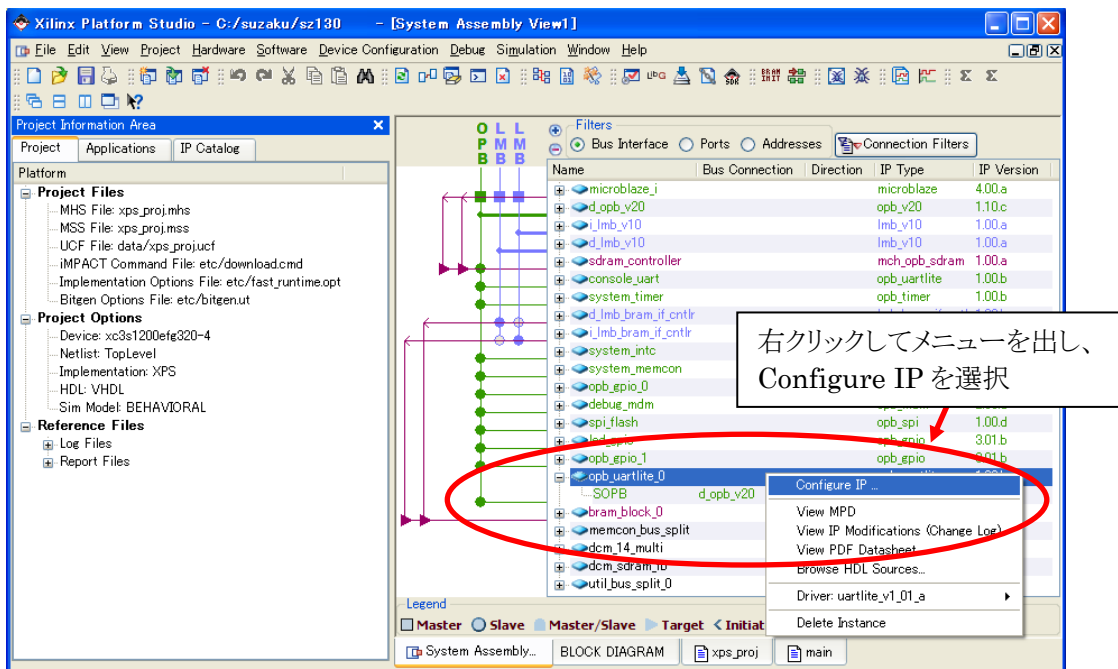 Xilinx Platform Studio - C:/suzaku/sz130 - [System Assembly View1]
File Edit View Project Hardware Software Device Configuration Debug Simulation Window Help
Project Information Area
Project Applications IP Catalog
Platform
Project Files
MHS File: xps_proj.mhs
MSS File: xps_proj.mss
UCF File: data/xps_proj.ucf
iMPACT Command File: etc/download.cmd
Implementation Options File: etc/fast_runtime.opt
Bitgen Options File: etc/bitgen.ut
Project Options
Device: xc3s1200efg320-4
Netlist: TopLevel
Implementation: XPS
HDL: VHDL
Sim Model: BEHAVIORAL
Reference Files
Log Files
Report Files
OPB
LMB
LMB
Filters
Bus Interface Ports Addresses Connection Filters
Name Bus Connection Direction IP Type IP Version
microblaze_i microblaze 4.00.a
d_opb_v20 opb_v20 1.10.c
i_lmb_v10 lmb_v10 1.00.a
d_lmb_v10 lmb_v10 1.00.a
sdram_controller mch_opb_sdram 1.00.a
console_uart opb_uartlite 1.00.b
system_timer opb_timer 1.00.b
d_lmb_bram_if_cntlr
i_lmb_bram_if_cntlr
system_intc
system_memcon
opb_gpio_0
debug_mdm
spi_flash opb_spi 1.00.d
led_gpio opb_gpio 3.01.b
opb_gpio_1 opb_gpio 3.01.b
opb_uartlite_0
SOPB d_opb_v20
bram_block_0
memcon_bus_split
dcm_14_multi
dcm_sdram_fb
util_bus_split_0
右クリックしてメニューを出し、
Configure IP を選択
Configure IP ...
View MPD
View IP Modifications (Change Log)
View PDF Datasheet
Browse HDL Sources...
Driver: uartlite_v1_01_a
Delete Instance
Legend
Master Slave Master/Slave Target Initiat
System Assembly... BLOCK DIAGRAM xps_proj main